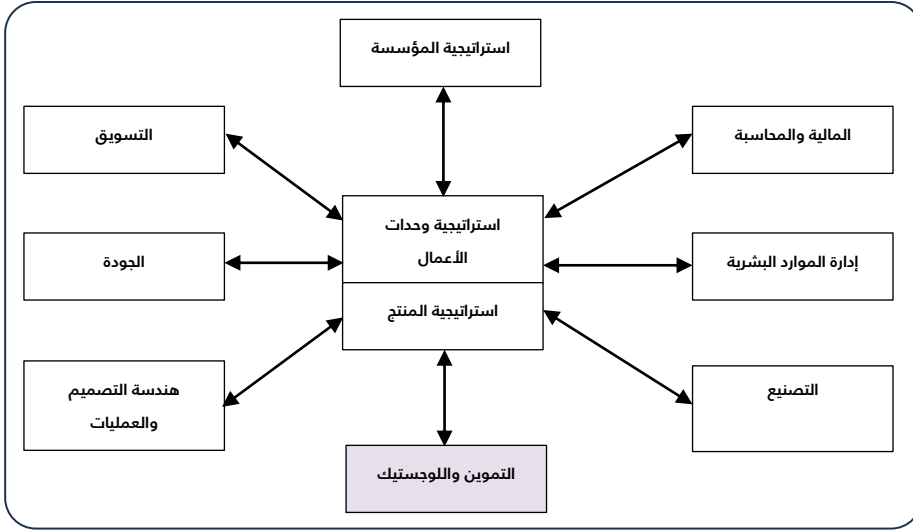 استراتيجية المؤسسة
المالية والمحاسبة
التسويق
استراتيجية وحدات
الأعمال
إدارة الموارد البشرية
الجودة
استراتيجية المنتج
التصنيع
هندسة التصميم
والعمليات
التموين واللوجستيك